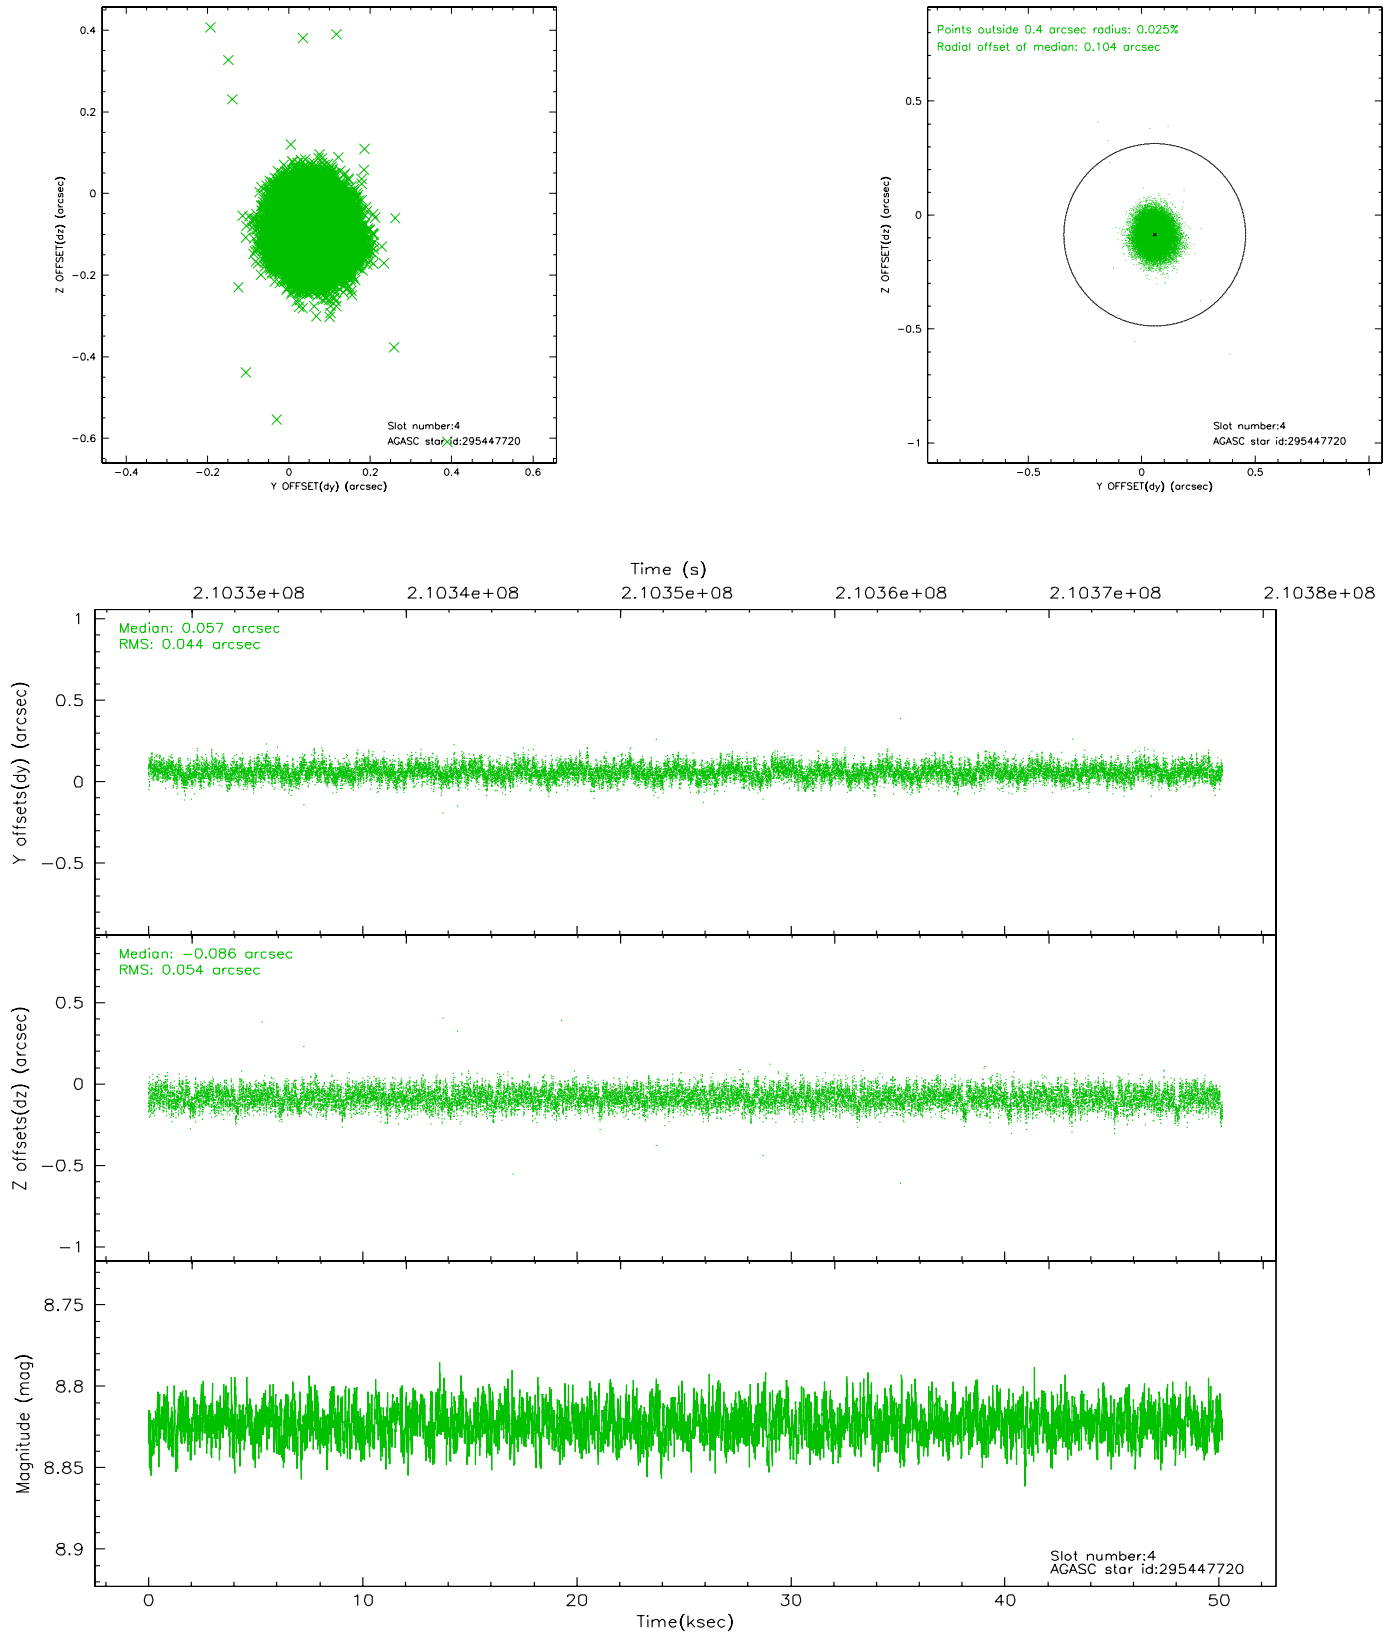 0.4
0.2
0
−0.2
−0.4
−0.6
Z OFFSET(dz) (arcsec)
Slot number:4
AGASC star id:295447720
−0.4
−0.2
0
0.2
0.4
0.6
Y OFFSET(dy) (arcsec)
Points outside 0.4 arcsec radius: 0.025%
Radial offset of median: 0.104 arcsec
0.5
0
−0.5
−1
Z OFFSET(dz) (arcsec)
Slot number:4
AGASC star id:295447720
−0.5
0
0.5
1
Y OFFSET(dy) (arcsec)
Time (s)
2.1033e+08
2.1034e+08
2.1035e+08
2.1036e+08
2.1037e+08
2.1038e+08
Median: 0.057 arcsec
RMS: 0.044 arcsec
1
0.5
0
−0.5
Y offsets(dy) (arcsec)
Median: −0.086 arcsec
RMS: 0.054 arcsec
0.5
0
−0.5
−1
Z offsets(dz) (arcsec)
8.75
8.8
8.85
8.9
Magnitude (mag)
Slot number:4
AGASC star id:295447720
0
10
20
30
40
50
Time(ksec)